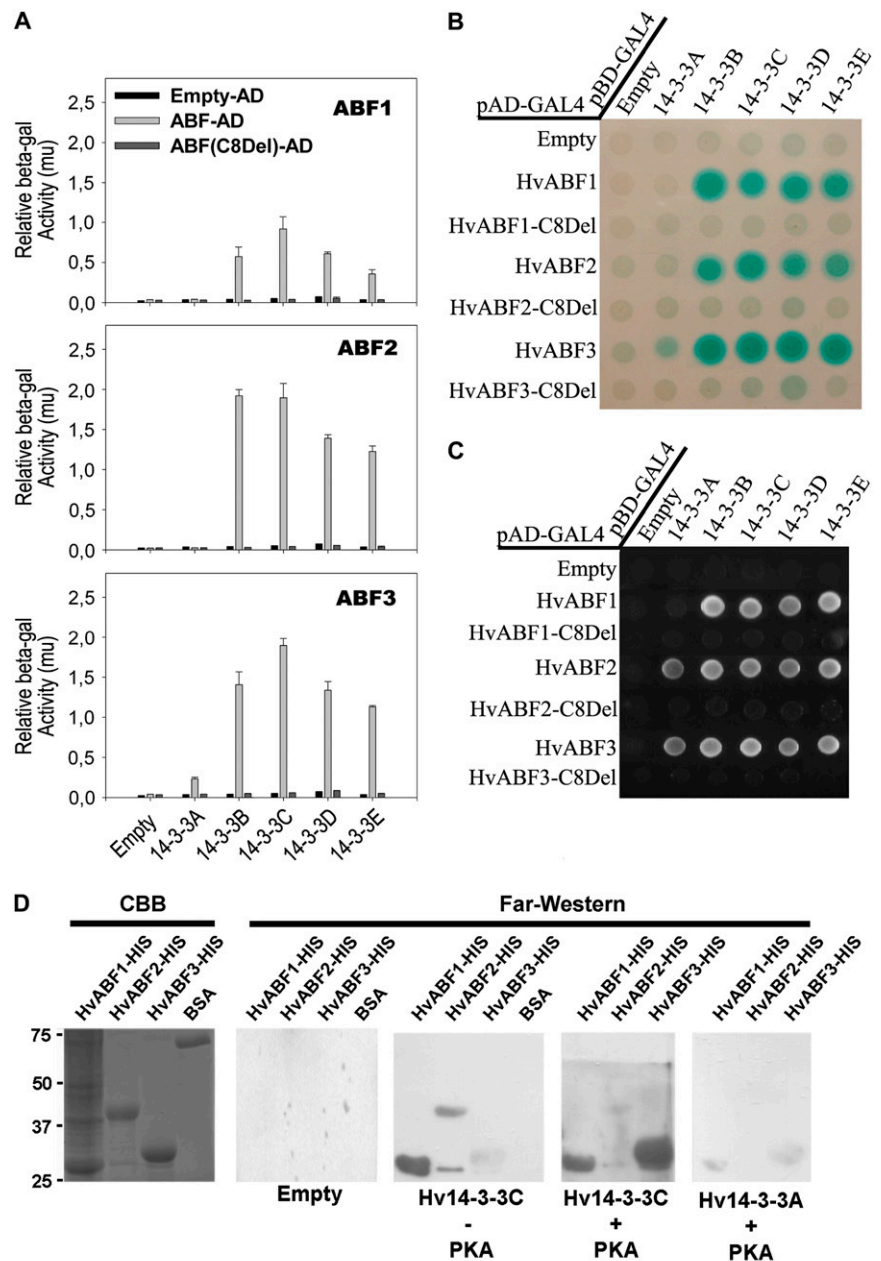 A
Relative beta-gal
Activity (mu)
2,5
2,0
1,5
1,0
0,5
0,0
Empty-AD
ABF-AD
ABF(C8Del)-AD
ABF1
Relative beta-gal
Activity (mu)
2,5
2,0
1,5
1,0
0,5
0,0
ABF2
Relative beta-gal
Activity (mu)
2,5
2,0
1,5
1,0
0,5
0,0
ABF3
Empty
14-3-3A
14-3-3B
14-3-3C
14-3-3D
14-3-3E
B
pAD-GAL4
pBD-GAL4
Empty
14-3-3A
14-3-3B
14-3-3C
14-3-3D
14-3-3E
Empty
HvABF1
HvABF1-C8Del
HvABF2
HvABF2-C8Del
HvABF3
HvABF3-C8Del
C
pAD-GAL4
pBD-GAL4
Empty
14-3-3A
14-3-3B
14-3-3C
14-3-3D
14-3-3E
Empty
HvABF1
HvABF1-C8Del
HvABF2
HvABF2-C8Del
HvABF3
HvABF3-C8Del
D
CBB
Far-Western
HvABF1-HIS
HvABF2-HIS
HvABF3-HIS
BSA
HvABF1-HIS
HvABF2-HIS
HvABF3-HIS
BSA
HvABF1-HIS
HvABF2-HIS
HvABF3-HIS
BSA
HvABF1-HIS
HvABF2-HIS
HvABF3-HIS
HvABF1-HIS
HvABF2-HIS
HvABF3-HIS
75 -
50 -
37 -
25 -
Empty
Hv14-3-3C
-
PKA
Hv14-3-3C
+
PKA
Hv14-3-3A
+
PKA